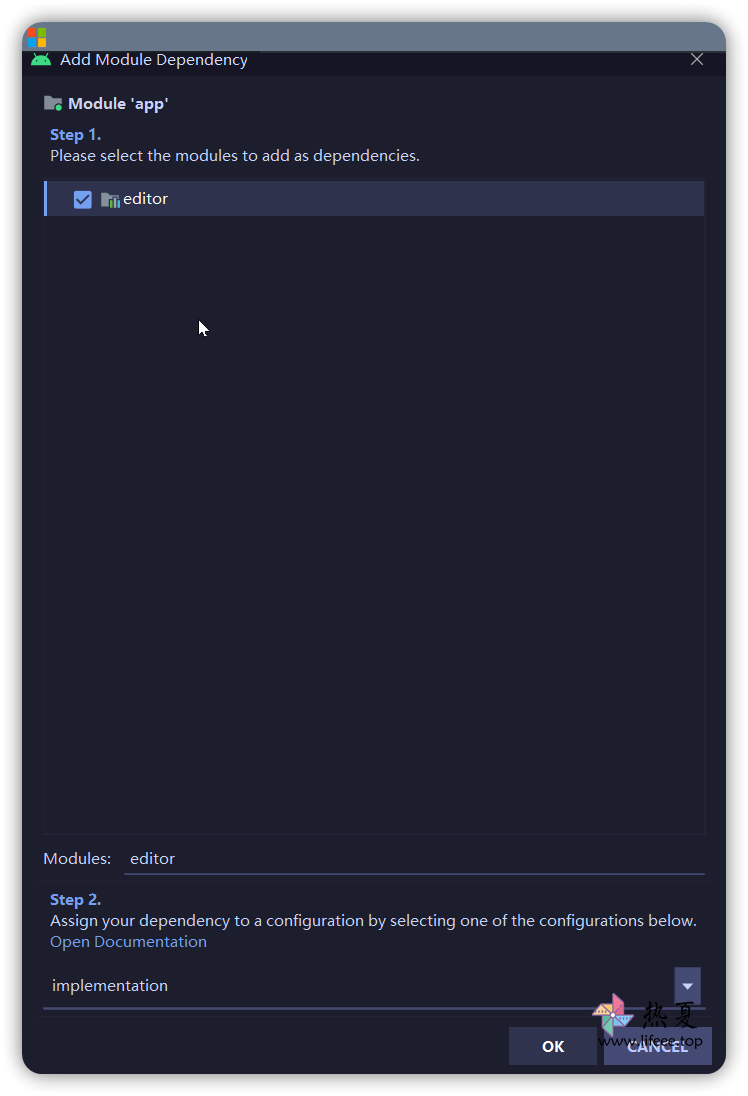 Add Module Dependency
Module 'app'
Step 1.
Please select the modules to add as dependencies.
editor
Modules: editor
Step 2.
Assign your dependency to a configuration by selecting one of the configurations below.
Open Documentation
implementation
热夏
www.lifeee.top
OK CANCEL